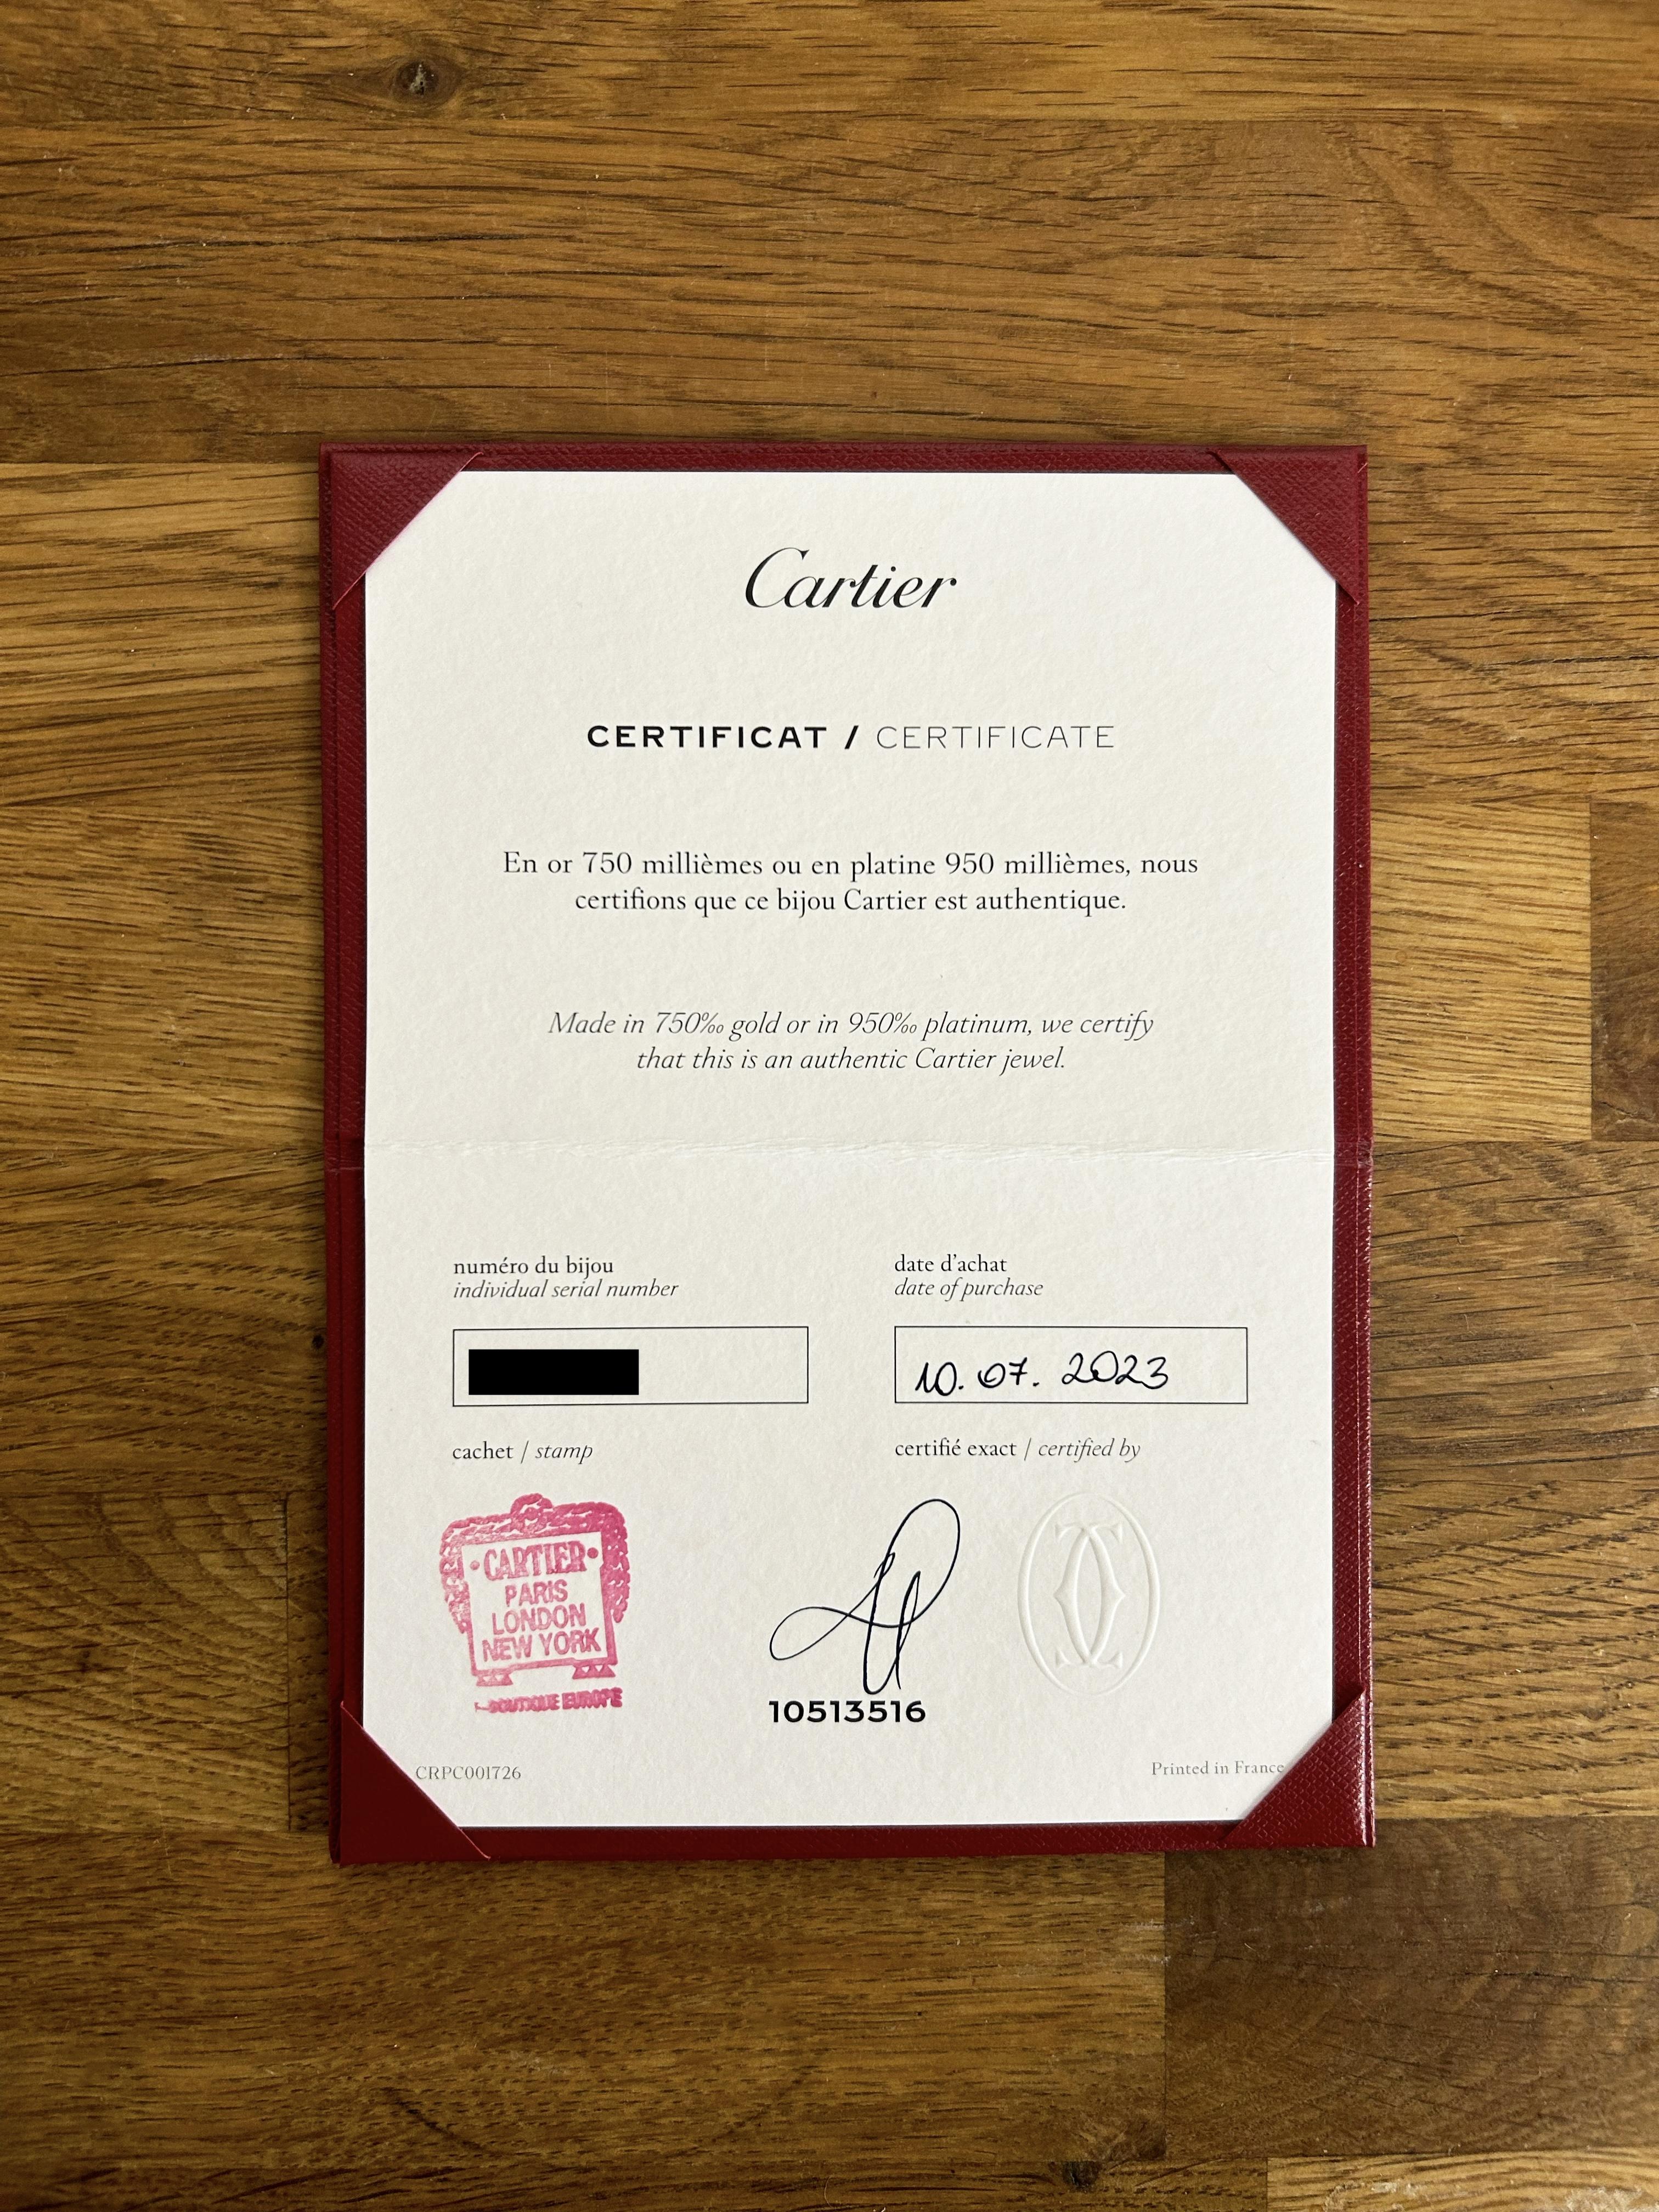 Cartier
CERTIFICAT / CERTIFICATE
En or 750 millièmes ou en platine 950 millièmes, nous
certifions que ce bijou Cartier est authentique.
Made in 750‰ gold or in 950‰ platinum, we certify
that this is an authentic Cartier jewel.
numéro du bijou
individual serial number
date d'achat
date of purchase
10. 07. 2023
cachet / stamp
certifié exact / certified by
CARTIER
PARIS
LONDON
NEW YORK
BOUTIQUE EUROPE
10513516
CRPC001726
Printed in France